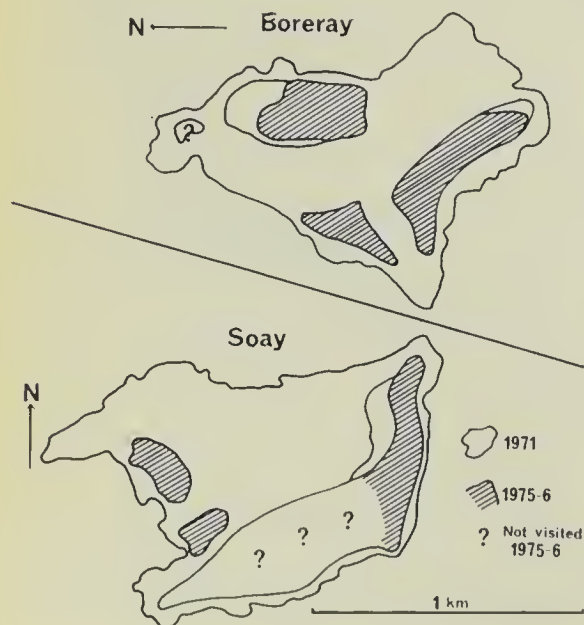 N Boreray
?
Soay
N
1971
1975-6
? Not visited
1975-6
? ? ?
1 km